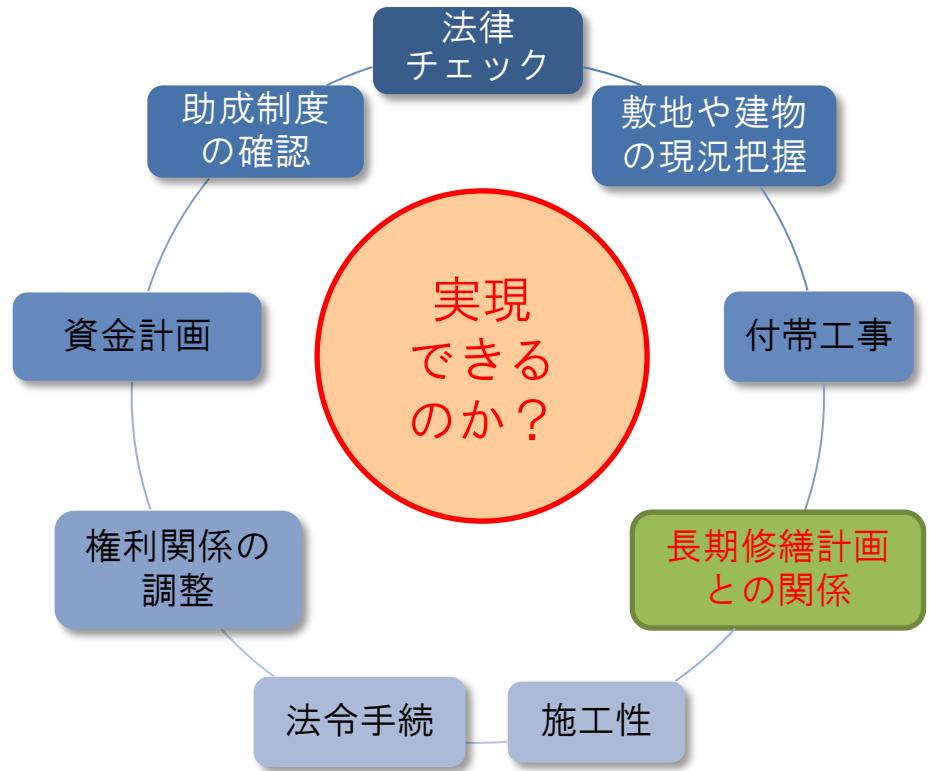 法律
チェック
敷地や建物
の現況把握
付帯工事
長期修繕計画
との関係
施工性
法令手続
権利関係の
調整
資金計画
助成制度
の確認
実現
できる
のか？